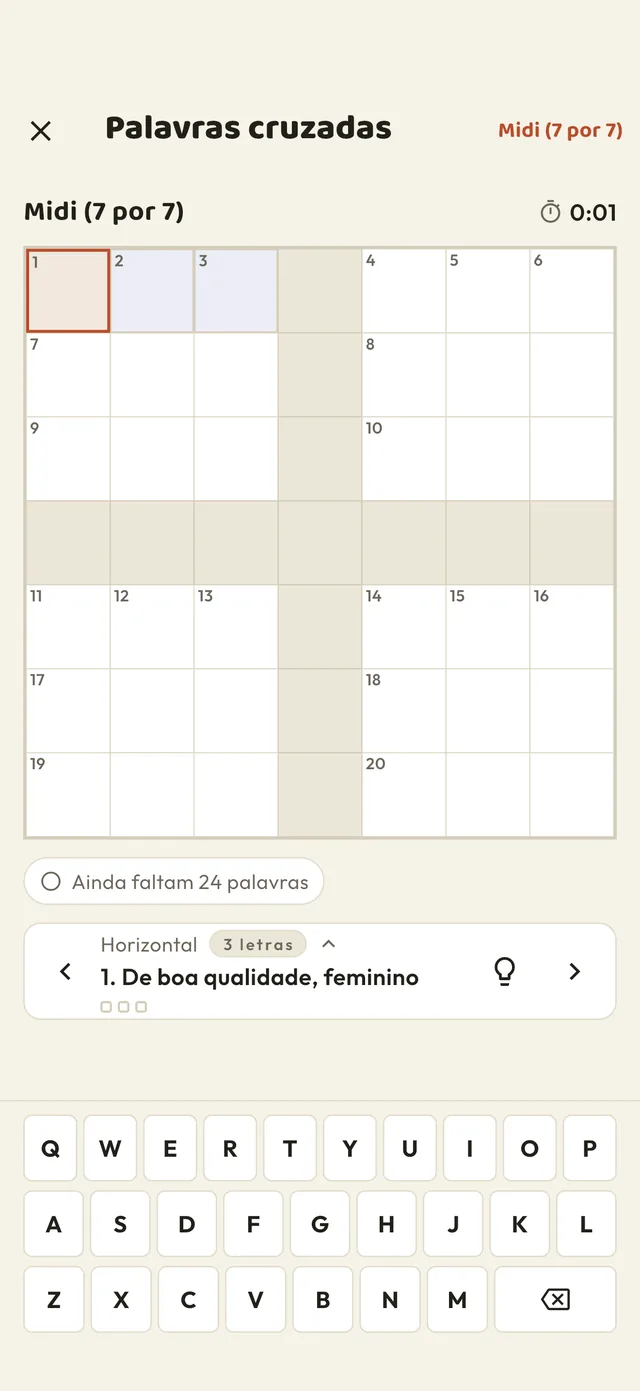 Palavras cruzadas
Midi (7 por 7)
Midi (7 por 7)
0:01
1 2 3 4 5 6
7 8
9 10
11 12 13 14 15 16
17 18
19 20
Ainda faltam 24 palavras
Horizontal 3 letras
1. De boa qualidade, feminino
Q W E R T Y U I O P
A S D F G H J K L
Z X C V B N M